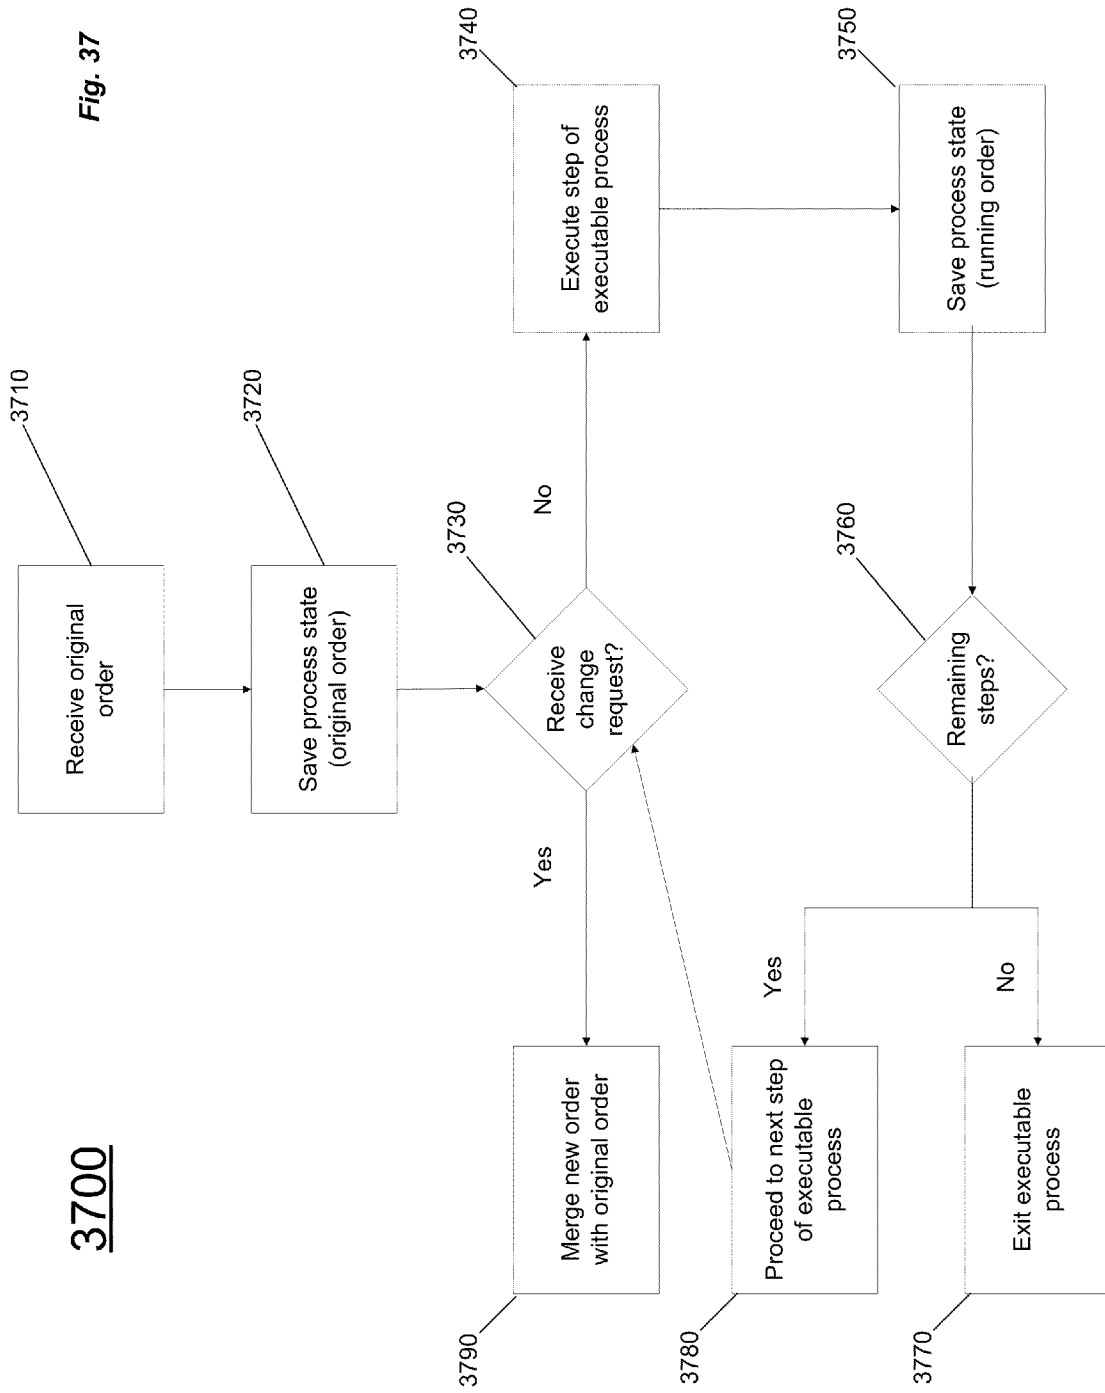 3700
Fig. 37
3710
Receive original
order
3720
Save process state
(original order)
3730
Receive
change
request?
No
3740
Execute step of
executable process
3750
Save process state
(running order)
3760
Remaining
steps?
Yes
3790
Merge new order
with original order
Yes
3780
Proceed to next step
of executable
process
No
3770
Exit executable
process